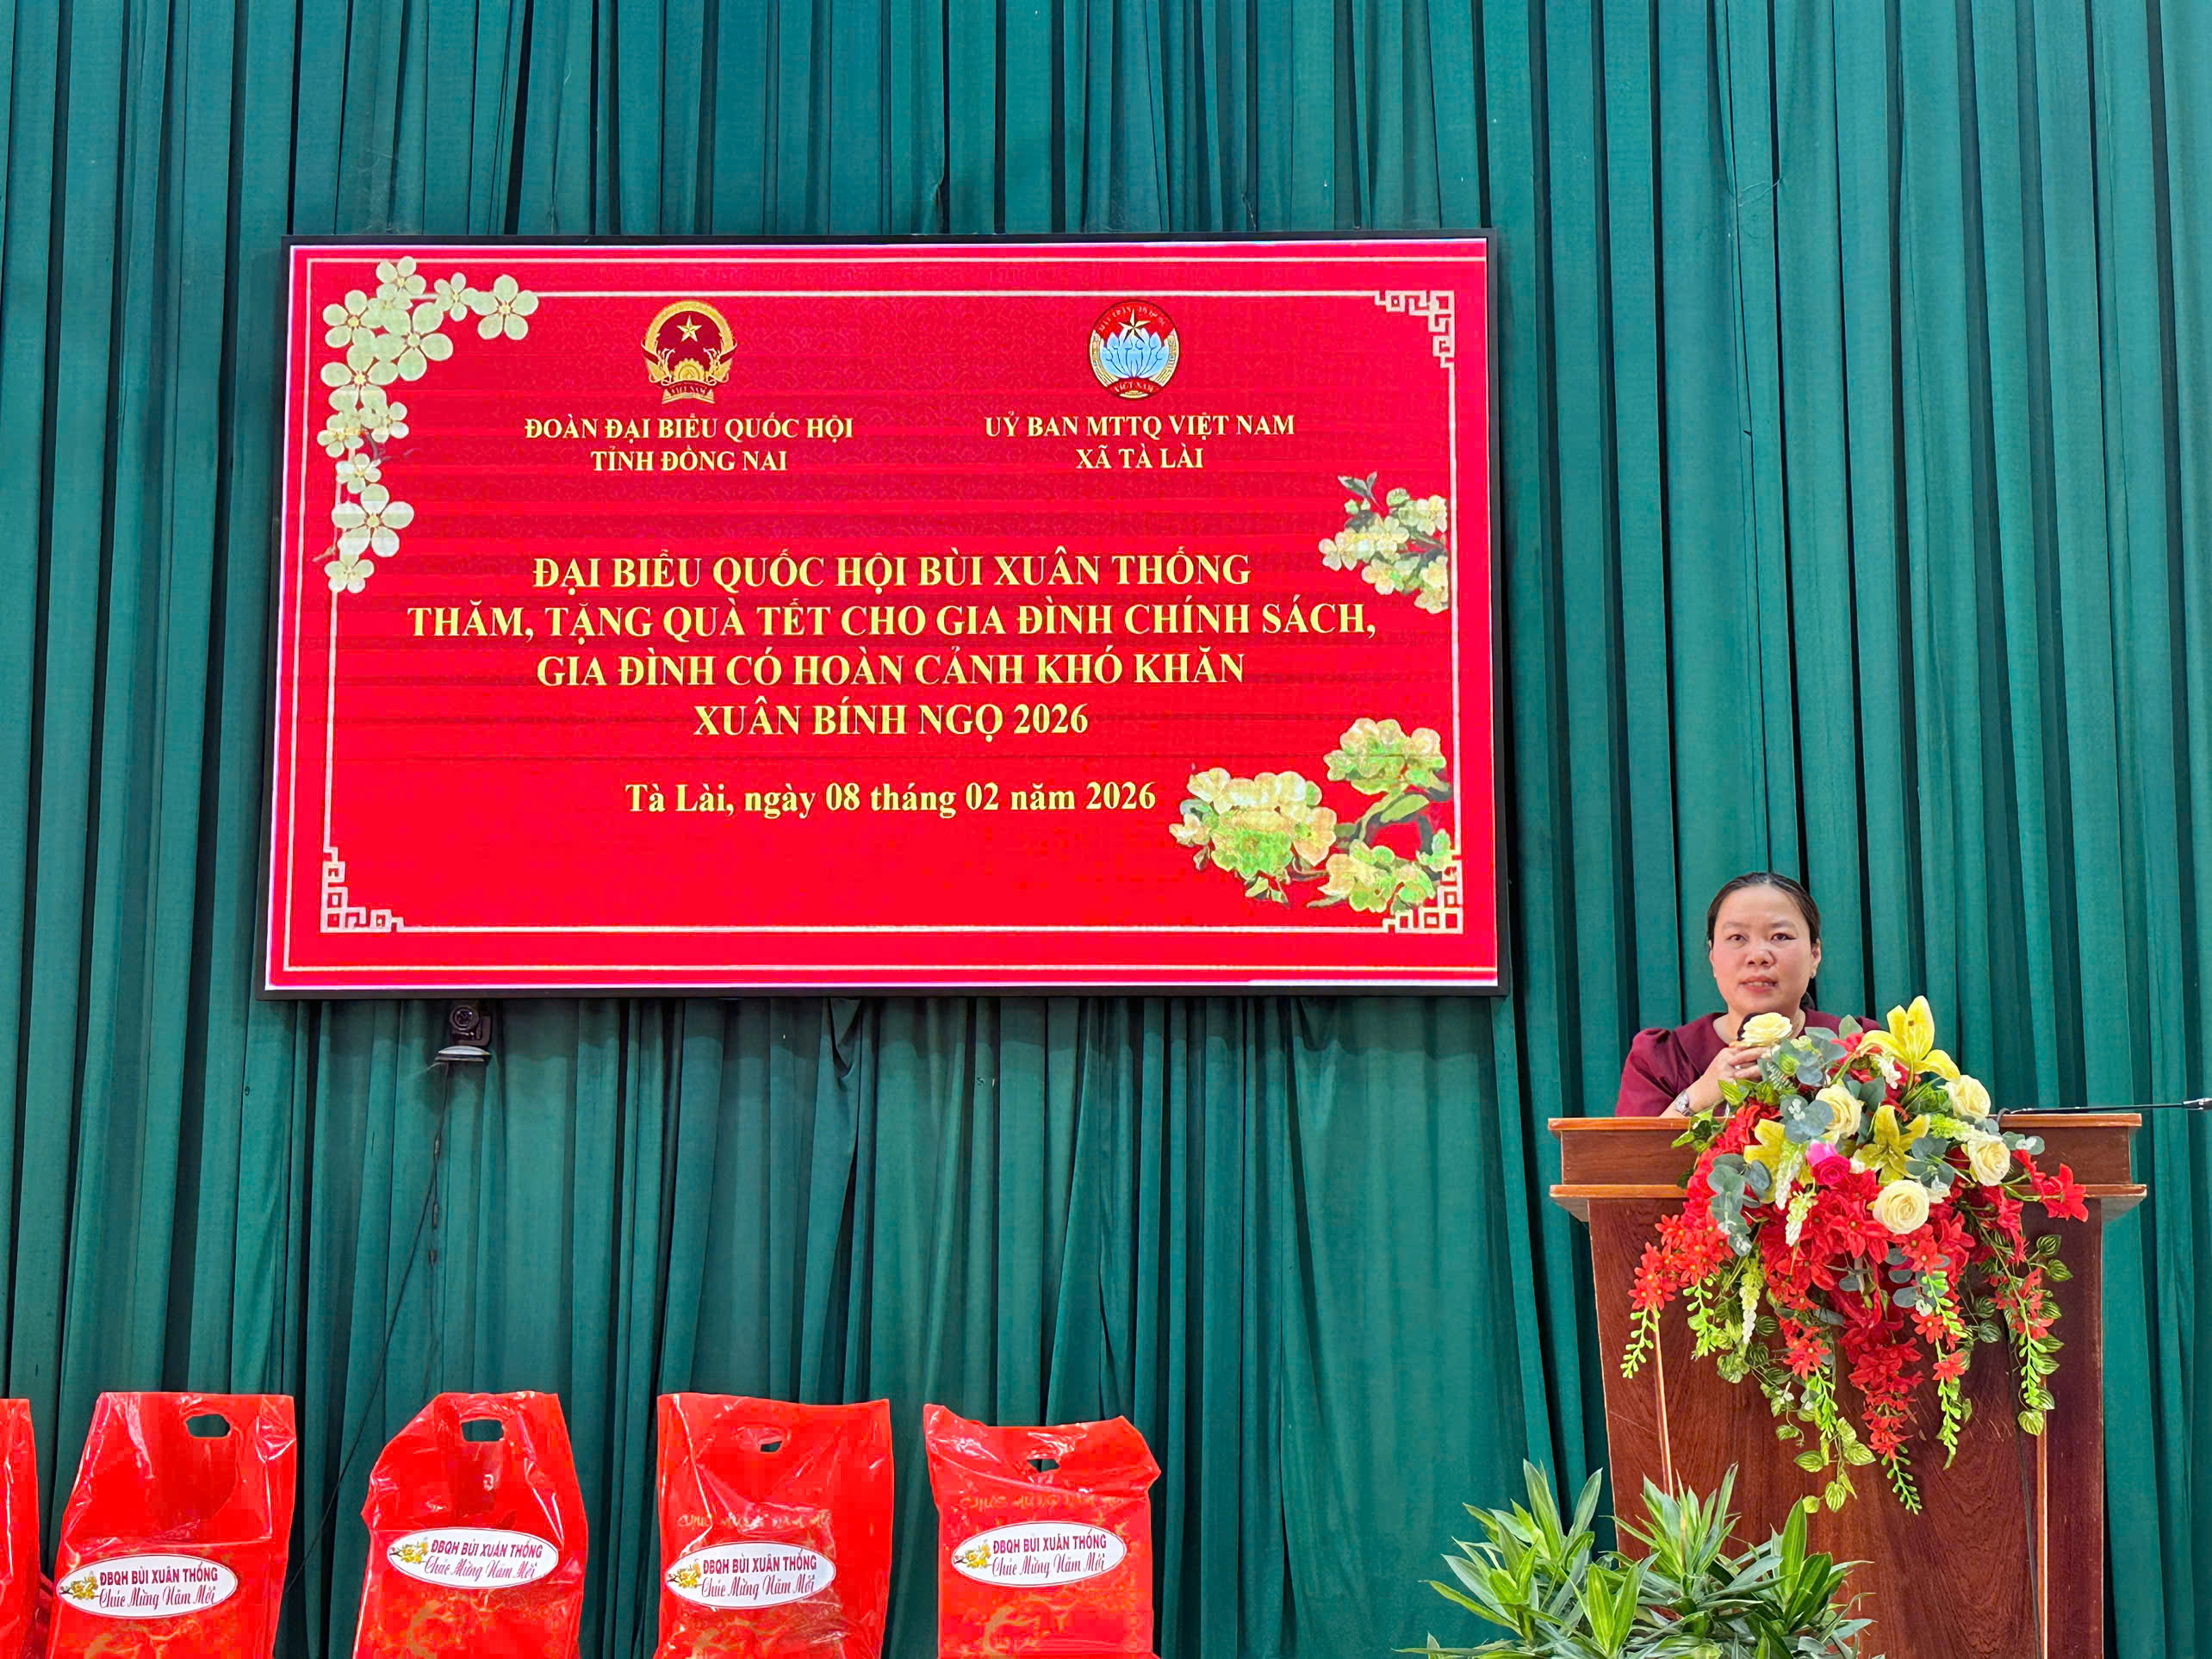 VIỆT NAM
VIỆT NAM
ĐOÀN ĐẠI BIỂU QUỐC HỘI
TỈNH ĐỒNG NAI
UỶ BAN MTTQ VIỆT NAM
XÃ TÀ LÀI
ĐẠI BIỂU QUỐC HỘI BÙI XUÂN THỐNG
THĂM, TẶNG QUÀ TẾT CHO GIA ĐÌNH CHÍNH SÁCH,
GIA ĐÌNH CÓ HOÀN CẢNH KHÓ KHĂN
XUÂN BÍNH NGỌ 2026
Tà Lài, ngày 08 tháng 02 năm 2026
ĐBQH BÙI XUÂN THỐNG
Chúc Mừng Năm Mới
ĐBQH BÙI XUÂN THỐNG
Chúc Mừng Năm Mới
ĐBQH BÙI XUÂN THỐNG
Chúc Mừng Năm Mới
ĐBQH BÙI XUÂN THỐNG
Chúc Mừng Năm Mới